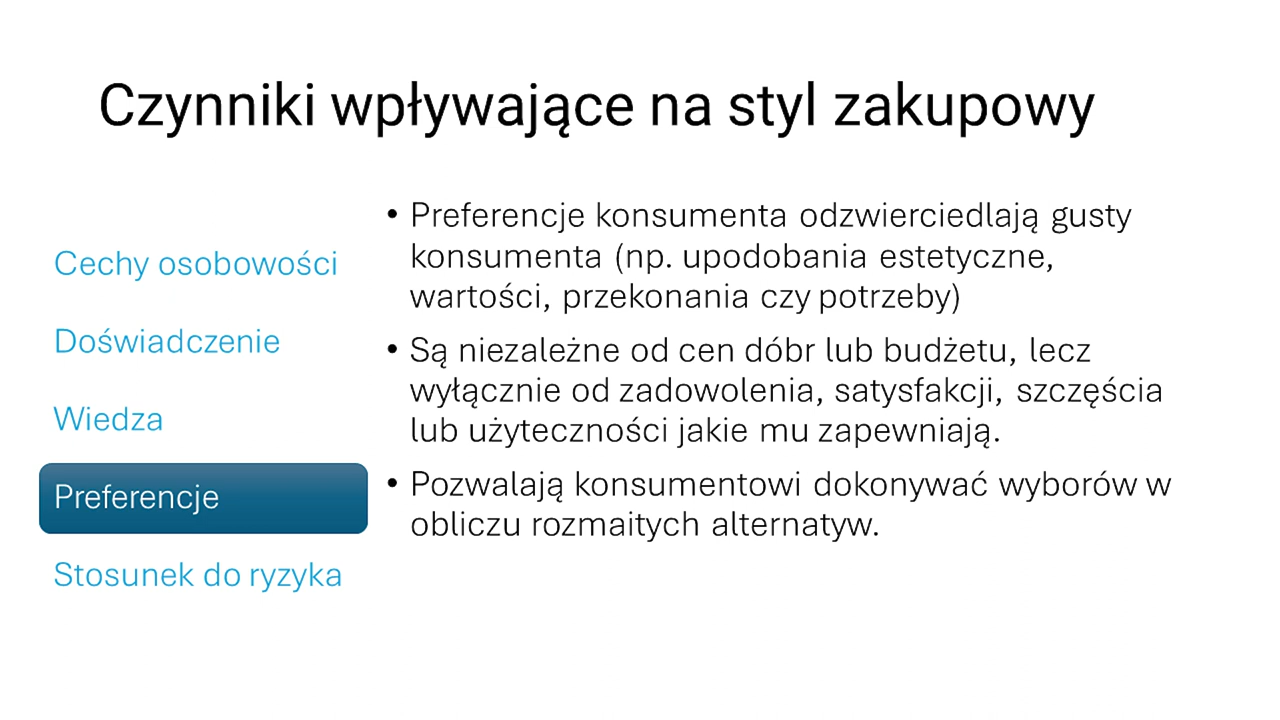 Czynniki wpływające na styl zakupowy
Cechy osobowości
Doświadczenie
Wiedza
Preferencje
Stosunek do ryzyka
• Preferencje konsumenta odzwierciedlają gusty
konsumenta (np. upodobania estetyczne,
wartości, przekonania czy potrzeby)
• Są niezależne od cen dóbr lub budżetu, lecz
wyłącznie od zadowolenia, satysfakcji, szczęścia
lub użyteczności jakie mu zapewniają.
• Pozwalają konsumentowi dokonywać wyborów w
obliczu rozmaitych alternatyw.